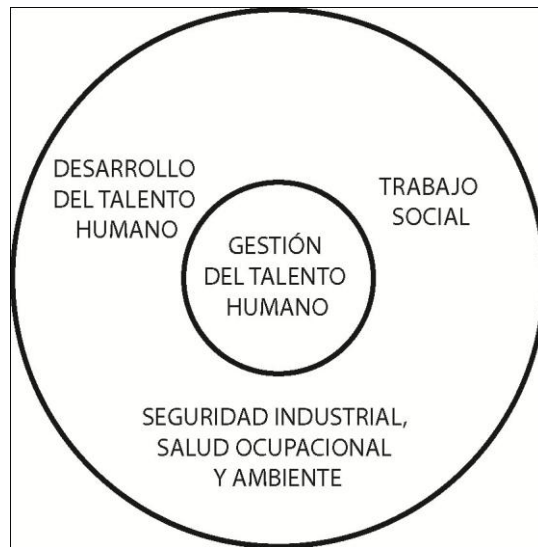 DESARROLLO
DEL TALENTO
HUMANO
TRABAJO
SOCIAL
GESTIÓN
DEL TALENTO
HUMANO
SEGURIDAD INDUSTRIAL,
SALUD OCUPACIONAL
Y AMBIENTE